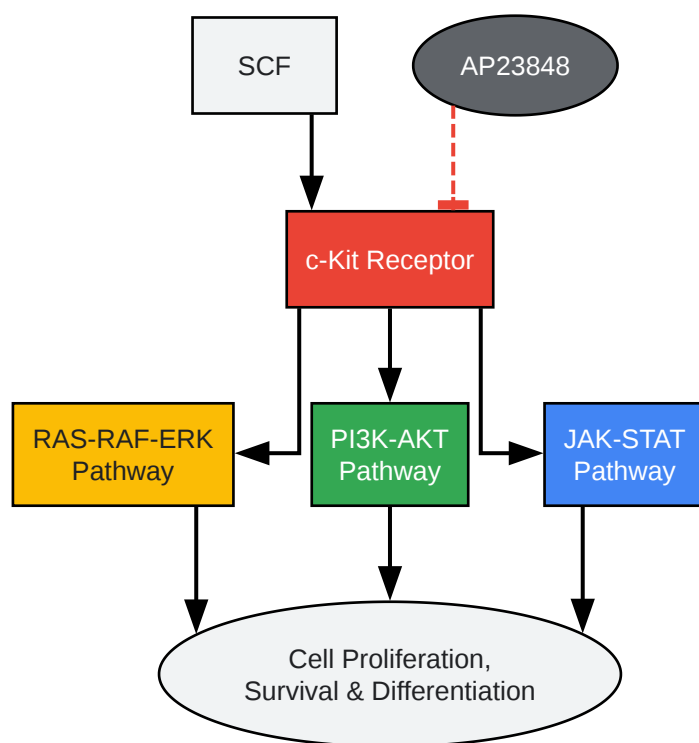 SCF
AP23848
c-Kit Receptor
RAS-RAF-ERK
Pathway
PI3K-AKT
Pathway
JAK-STAT
Pathway
Cell Proliferation,
Survival & Differentiation